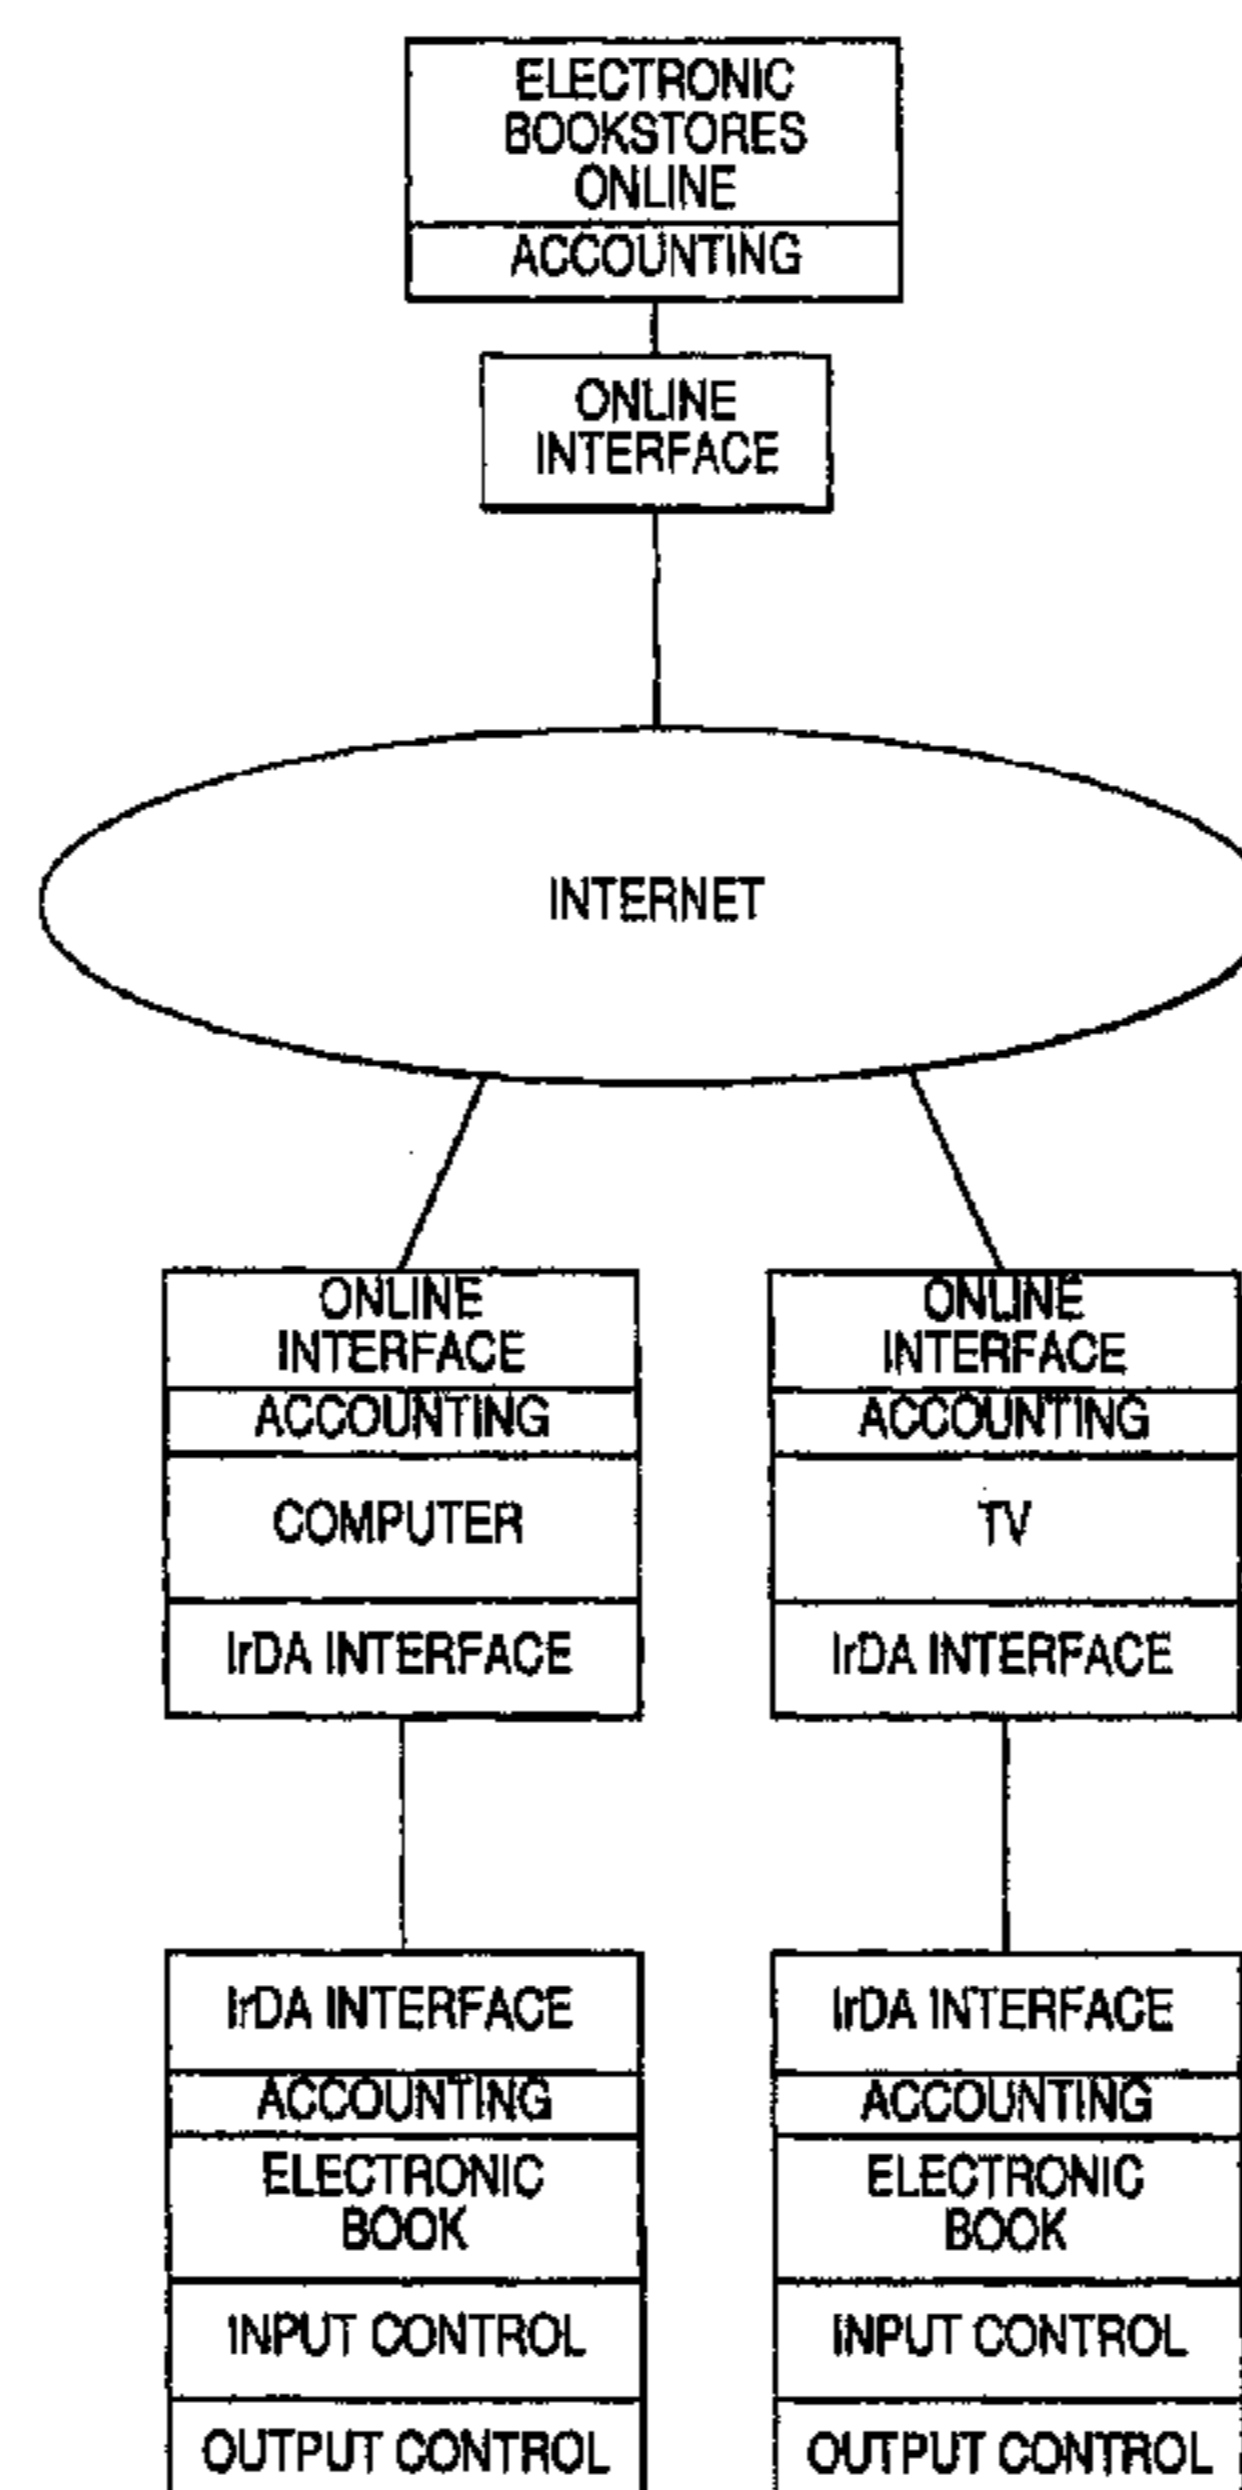 ELECTRONIC
BOOKSTORES
ONLINE
ACCOUNTING
ONLINE
INTERFACE
INTERNET
ONLINE
INTERFACE
ACCOUNTING
COMPUTER
IrDA INTERFACE
ONLINE
INTERFACE
ACCOUNTING
TV
IrDA INTERFACE
IrDA INTERFACE
ACCOUNTING
ELECTRONIC
BOOK
INPUT CONTROL
OUTPUT CONTROL
IrDA INTERFACE
ACCOUNTING
ELECTRONIC
BOOK
INPUT CONTROL
OUTPUT CONTROL